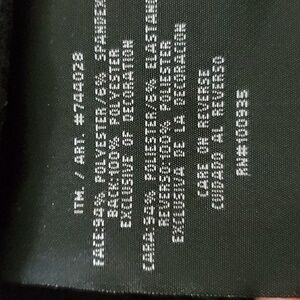 ITM. / ART. #744028
FACE:94% POLYESTER/6% SPANDEX
BACK:100% POLYESTER
EXCLUSIVE OF DECORATION
CARA:94% POLIESTER/6% ELASTANO
REVERSO:100% POLIESTER
EXCLUSIVA DE LA DECORACION
CARE ON REVERSE
CUIDADO AL REVERSO
RN#100935